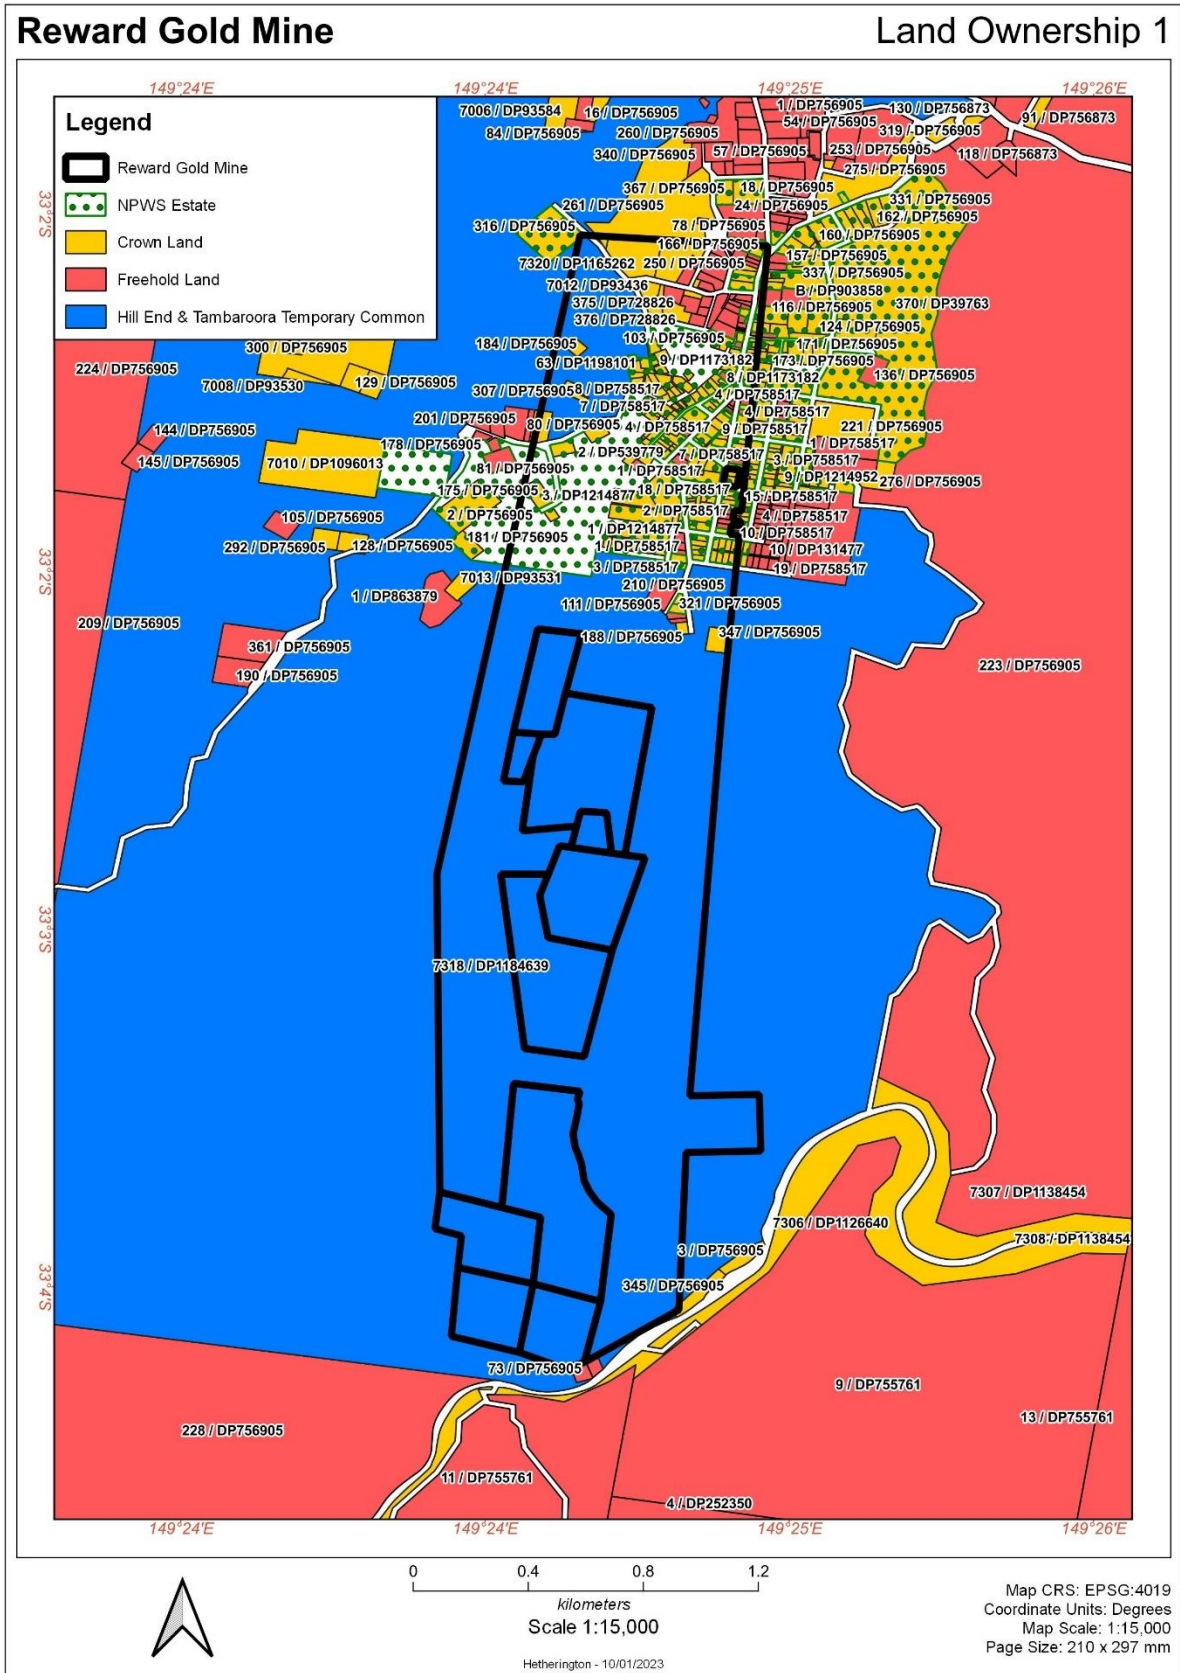 Reward Gold Mine
Land Ownership 1
149°24'E
149°24'E
149°25'E
149°26'E
Legend
Reward Gold Mine
NPWS Estate
Crown Land
Freehold Land
Hill End & Tambaroora Temporary Common
7006 / DP93584
16 / DP756905
1 / DP756905
130 / DP756873
91 / DP756873
84 / DP756905
260 / DP756905
54 / DP756905
319 / DP756905
340 / DP756905
57 / DP756905
253 / DP756905
118 / DP756873
275 / DP756905
367 / DP756905
18 / DP756905
331 / DP756905
261 / DP756905
24 / DP756905
162 / DP756905
316 / DP756905
78 / DP756905
160 / DP756905
33°2'S
166 / DP756905
157 / DP756905
7320 / DP1165262
250 / DP756905
337 / DP756905
7012 / DP93436
B / DP903858
375 / DP728826
116 / DP756905
370 / DP39763
376 / DP728826
124 / DP756905
184 / DP756905
103 / DP756905
171 / DP756905
300 / DP756905
63 / DP1198101
9 / DP1173182
173 / DP756905
224 / DP756905
7008 / DP93530
129 / DP756905
307 / DP756905
8 / DP758517
8 / DP1173182
136 / DP756905
7 / DP758517
4 / DP758517
4 / DP758517
144 / DP756905
201 / DP756905
80 / DP756905
4 / DP758517
9 / DP758517
221 / DP756905
178 / DP756905
2 / DP539779
7 / DP758517
1 / DP758517
145 / DP756905
7010 / DP1096013
81 / DP756905
1 / DP758517
3 / DP758517
9 / DP1214952
276 / DP756905
175 / DP756905
3 / DP1214877
18 / DP758517
15 / DP758517
105 / DP756905
2 / DP756905
2 / DP758517
4 / DP758517
292 / DP756905
128 / DP756905
181 / DP756905
1 / DP1214877
10 / DP758517
1 / DP758517
10 / DP131477
33°2'S
7013 / DP93531
3 / DP758517
19 / DP758517
1 / DP863879
210 / DP756905
111 / DP756905
321 / DP756905
209 / DP756905
188 / DP756905
347 / DP756905
361 / DP756905
190 / DP756905
223 / DP756905
33°3'S
7318 / DP1184639
7307 / DP1138454
7306 / DP1126640
7308 / DP1138454
3 / DP756905
33°4'S
345 / DP756905
73 / DP756905
9 / DP755761
13 / DP755761
228 / DP756905
11 / DP755761
4 / DP252350
149°24'E
149°24'E
149°25'E
149°26'E
0
0.4
0.8
1.2
kilometers
Scale 1:15,000
Hetherington - 10/01/2023
Map CRS: EPSG:4019
Coordinate Units: Degrees
Map Scale: 1:15,000
Page Size: 210 x 297 mm